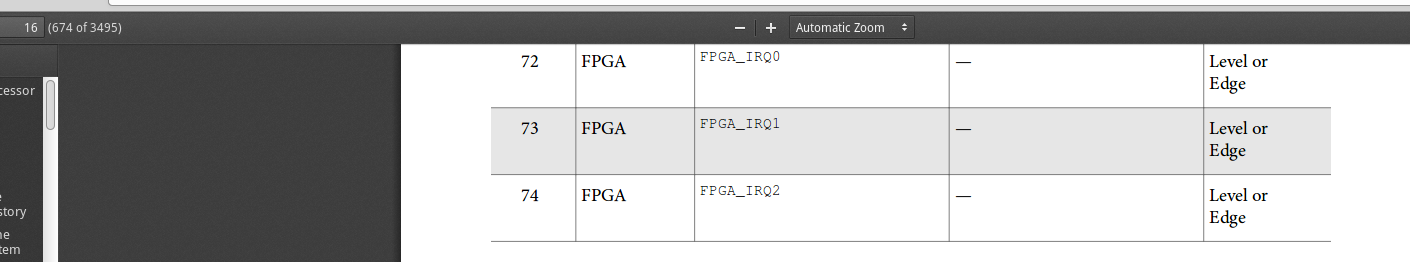 16 (674 of 3495) − + Automatic Zoom
cessor
story
tem
72 FPGA FPGA_IRQ0 — Level or
Edge
73 FPGA FPGA_IRQ1 — Level or
Edge
74 FPGA FPGA_IRQ2 — Level or
Edge